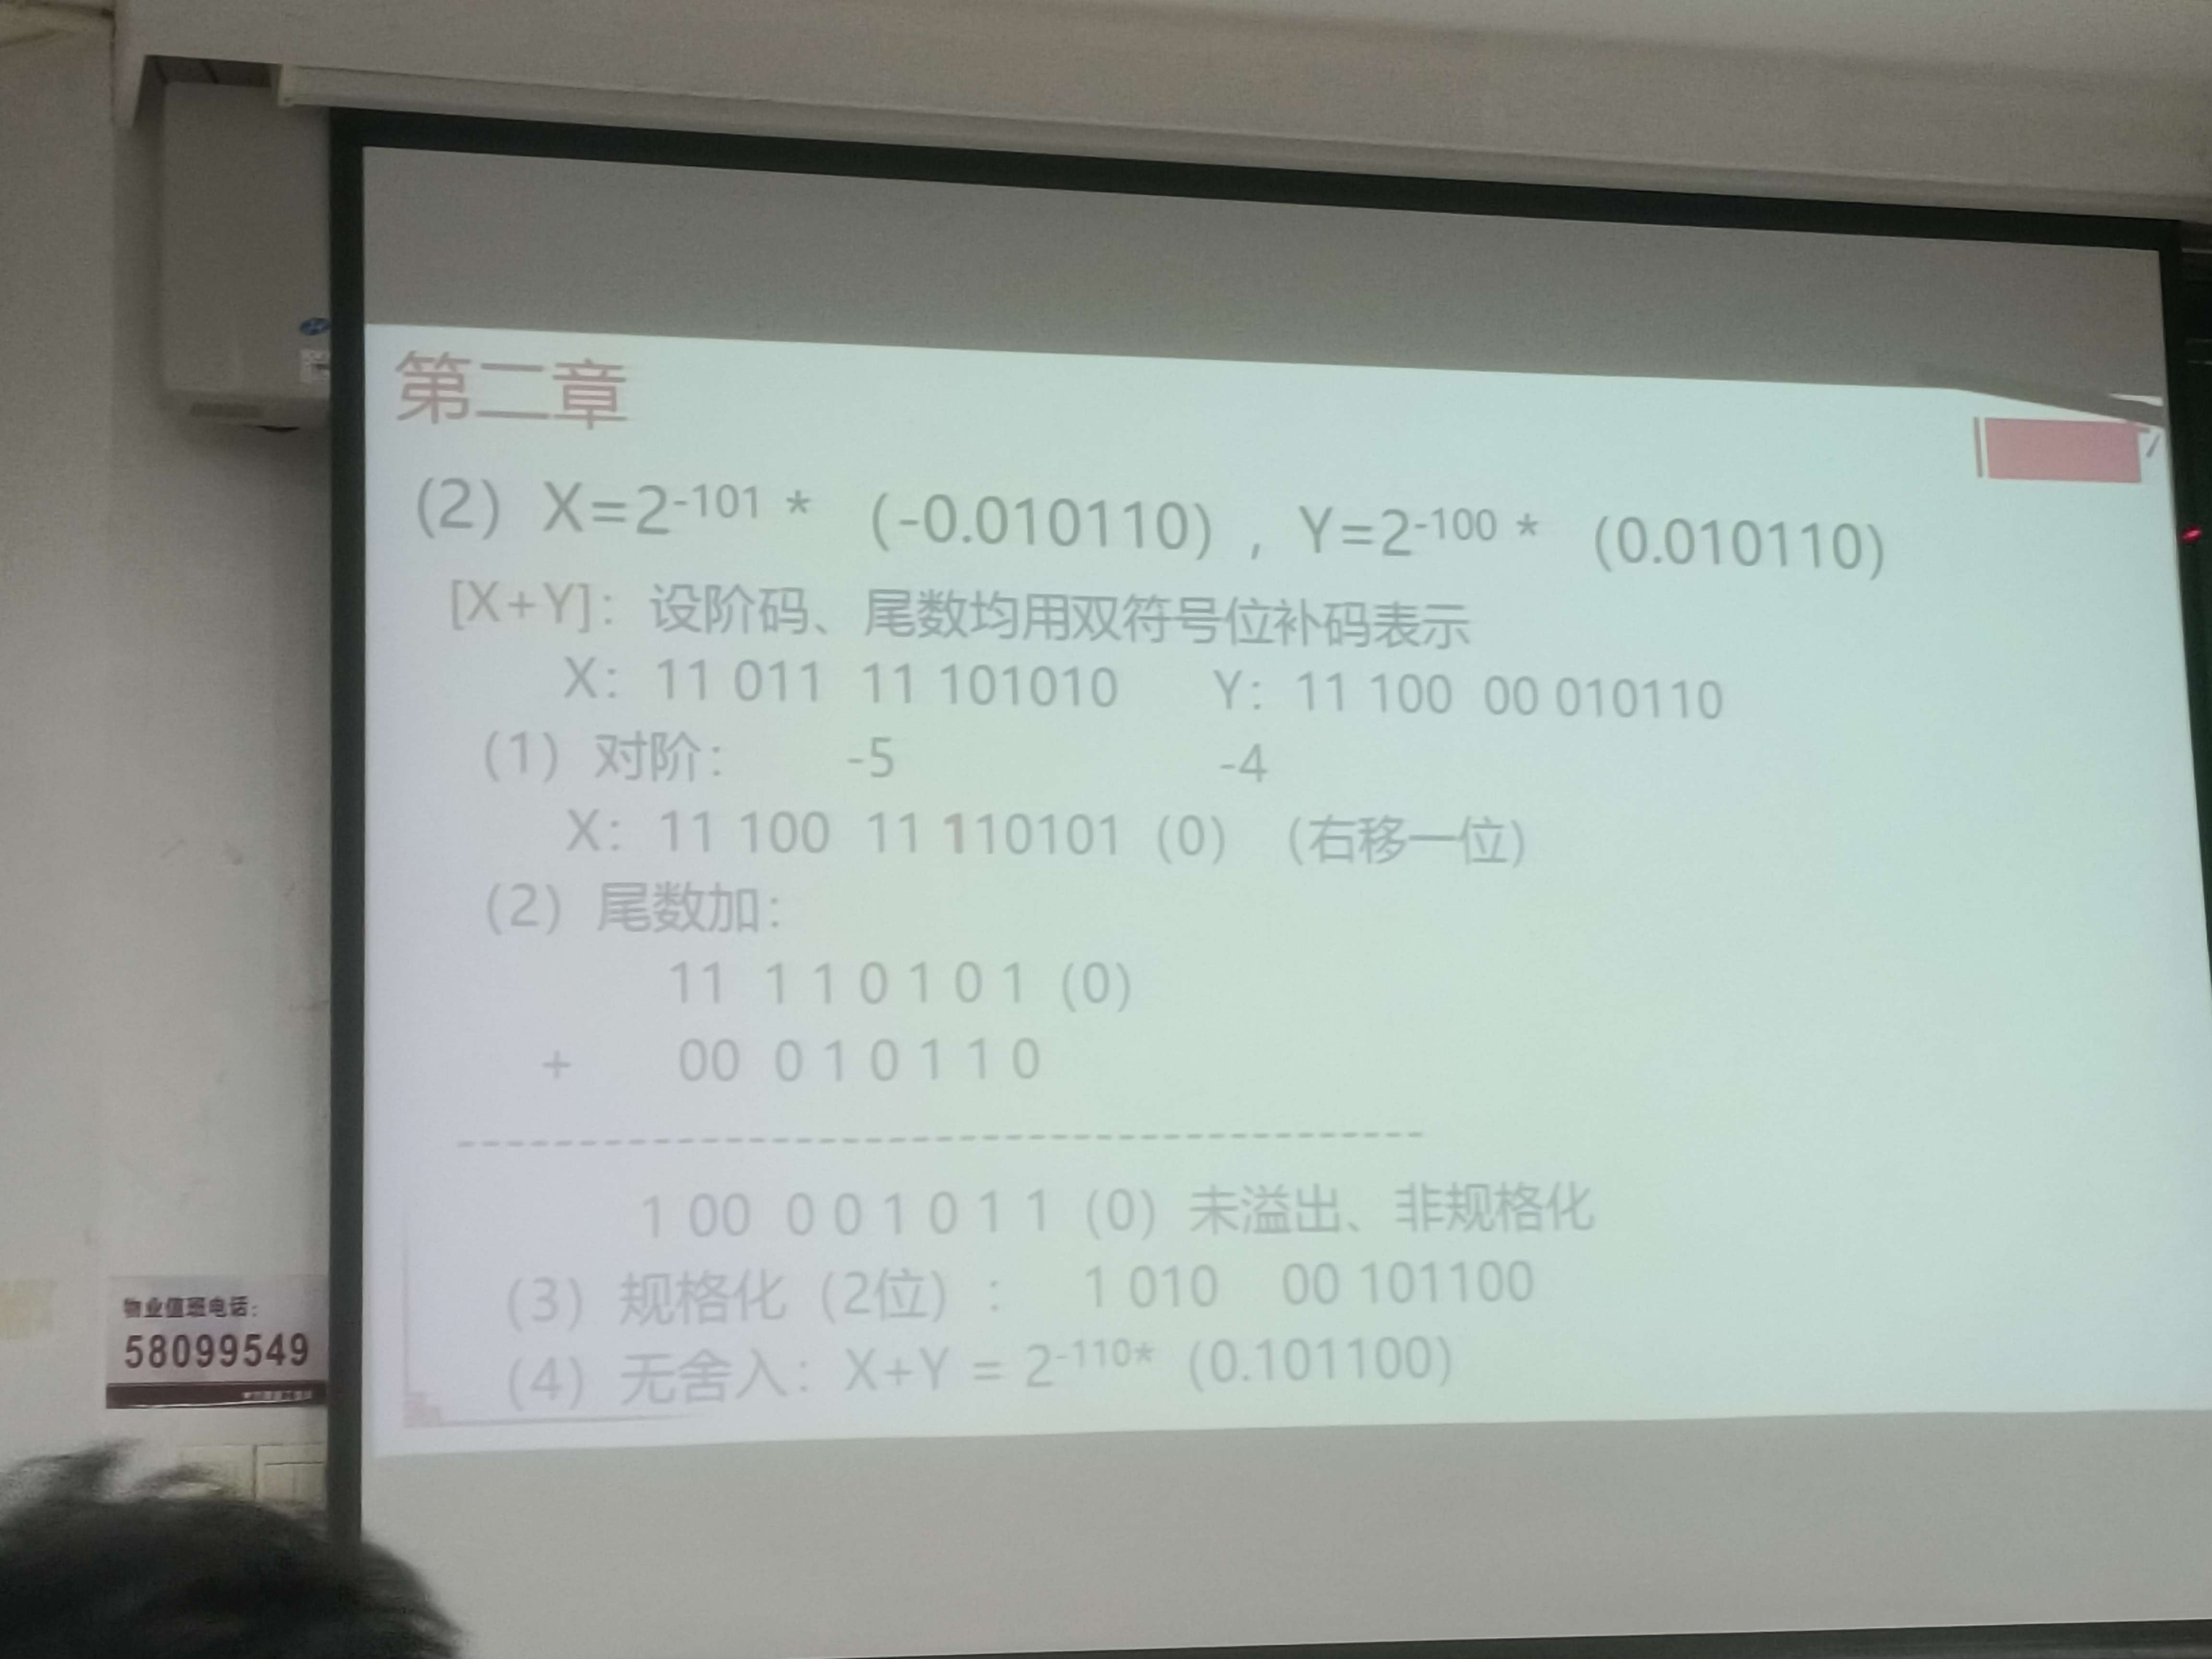 第二章
(2) X=2-101 * (-0.010110) , Y=2-100 * (0.010110)
[X+Y]: 设阶码、尾数均用双符号位补码表示
X: 11 011 11 101010 Y: 11 100 00 010110
(1) 对阶: -5 -4
X: 11 100 11 110101 (0) (右移一位)
(2) 尾数加:
11 1 1 0 1 0 1 (0)
+ 00 0 1 0 1 1 0
1 00 0 0 1 0 1 1 (0) 未溢出、非规格化
(3) 规格化 (2位) : 1 010 00 101100
(4) 无舍入: X+Y = 2-110* (0.101100)
物业值班电话:
58099549